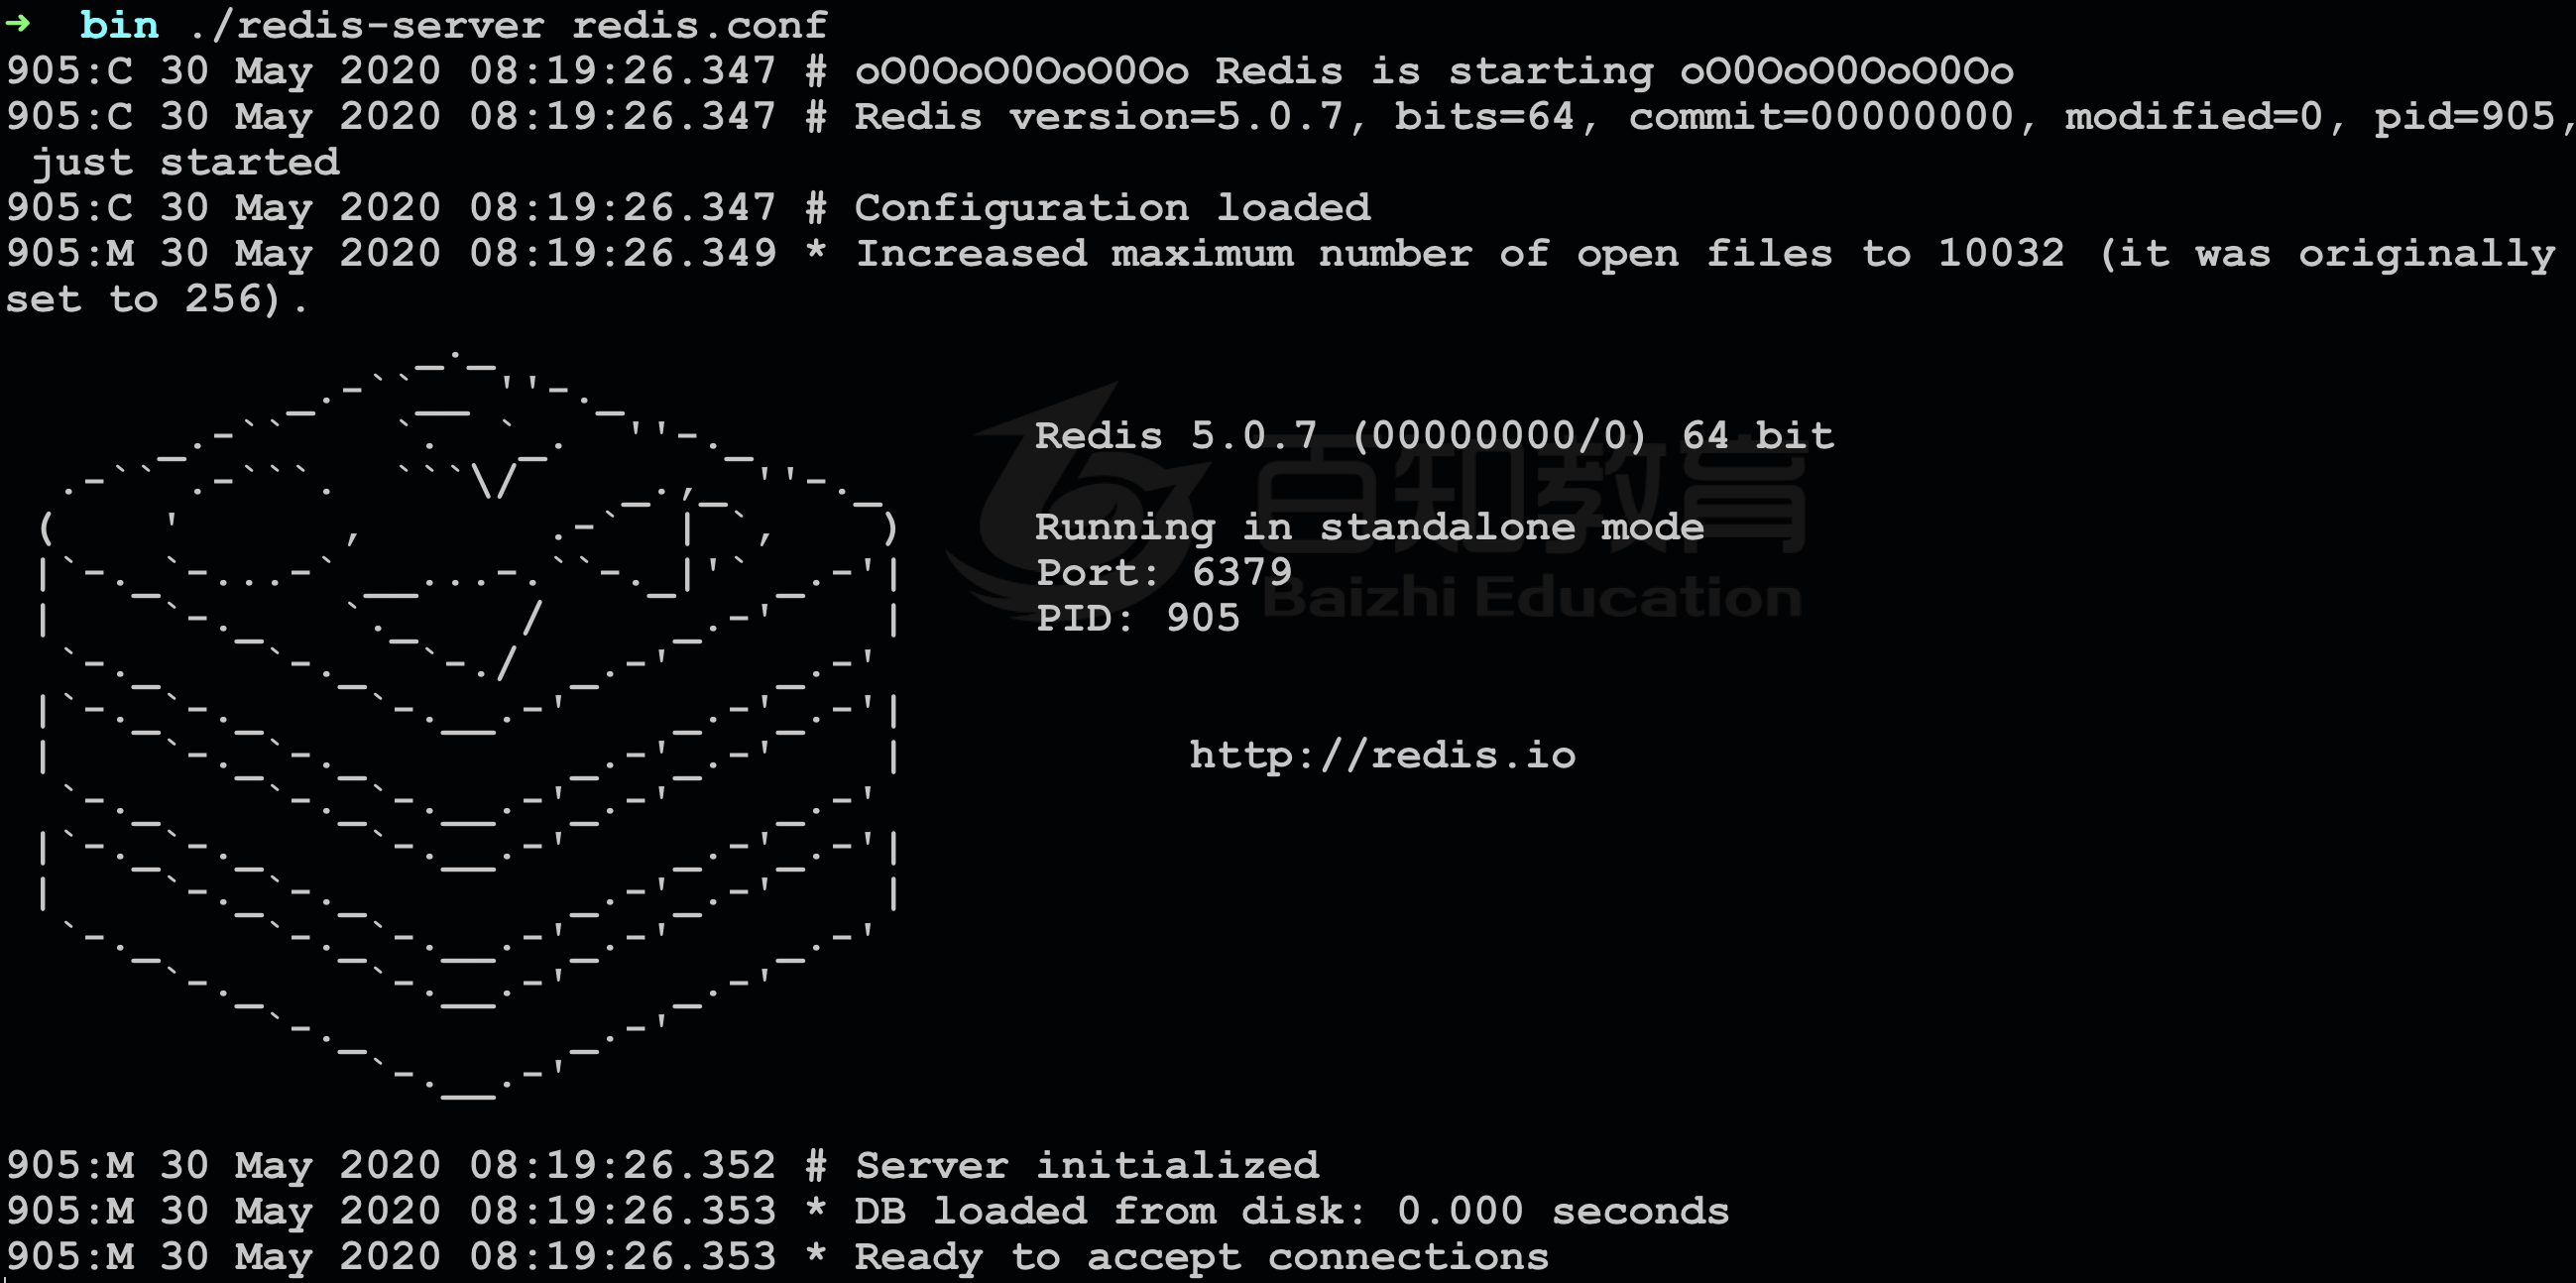 ➜  bin ./redis-server redis.conf
905:C 30 May 2020 08:19:26.347 # oO0OoO0OoO0Oo Redis is starting oO0OoO0OoO0Oo
905:C 30 May 2020 08:19:26.347 # Redis version=5.0.7, bits=64, commit=00000000, modified=0, pid=905,
just started
905:C 30 May 2020 08:19:26.347 # Configuration loaded
905:M 30 May 2020 08:19:26.349 * Increased maximum number of open files to 10032 (it was originally
set to 256).
Redis 5.0.7 (00000000/0) 64 bit
百知教育
Running in standalone mode
Port: 6379
Baizhi Education
PID: 905
http://redis.io
905:M 30 May 2020 08:19:26.352 # Server initialized
905:M 30 May 2020 08:19:26.353 * DB loaded from disk: 0.000 seconds
905:M 30 May 2020 08:19:26.353 * Ready to accept connections